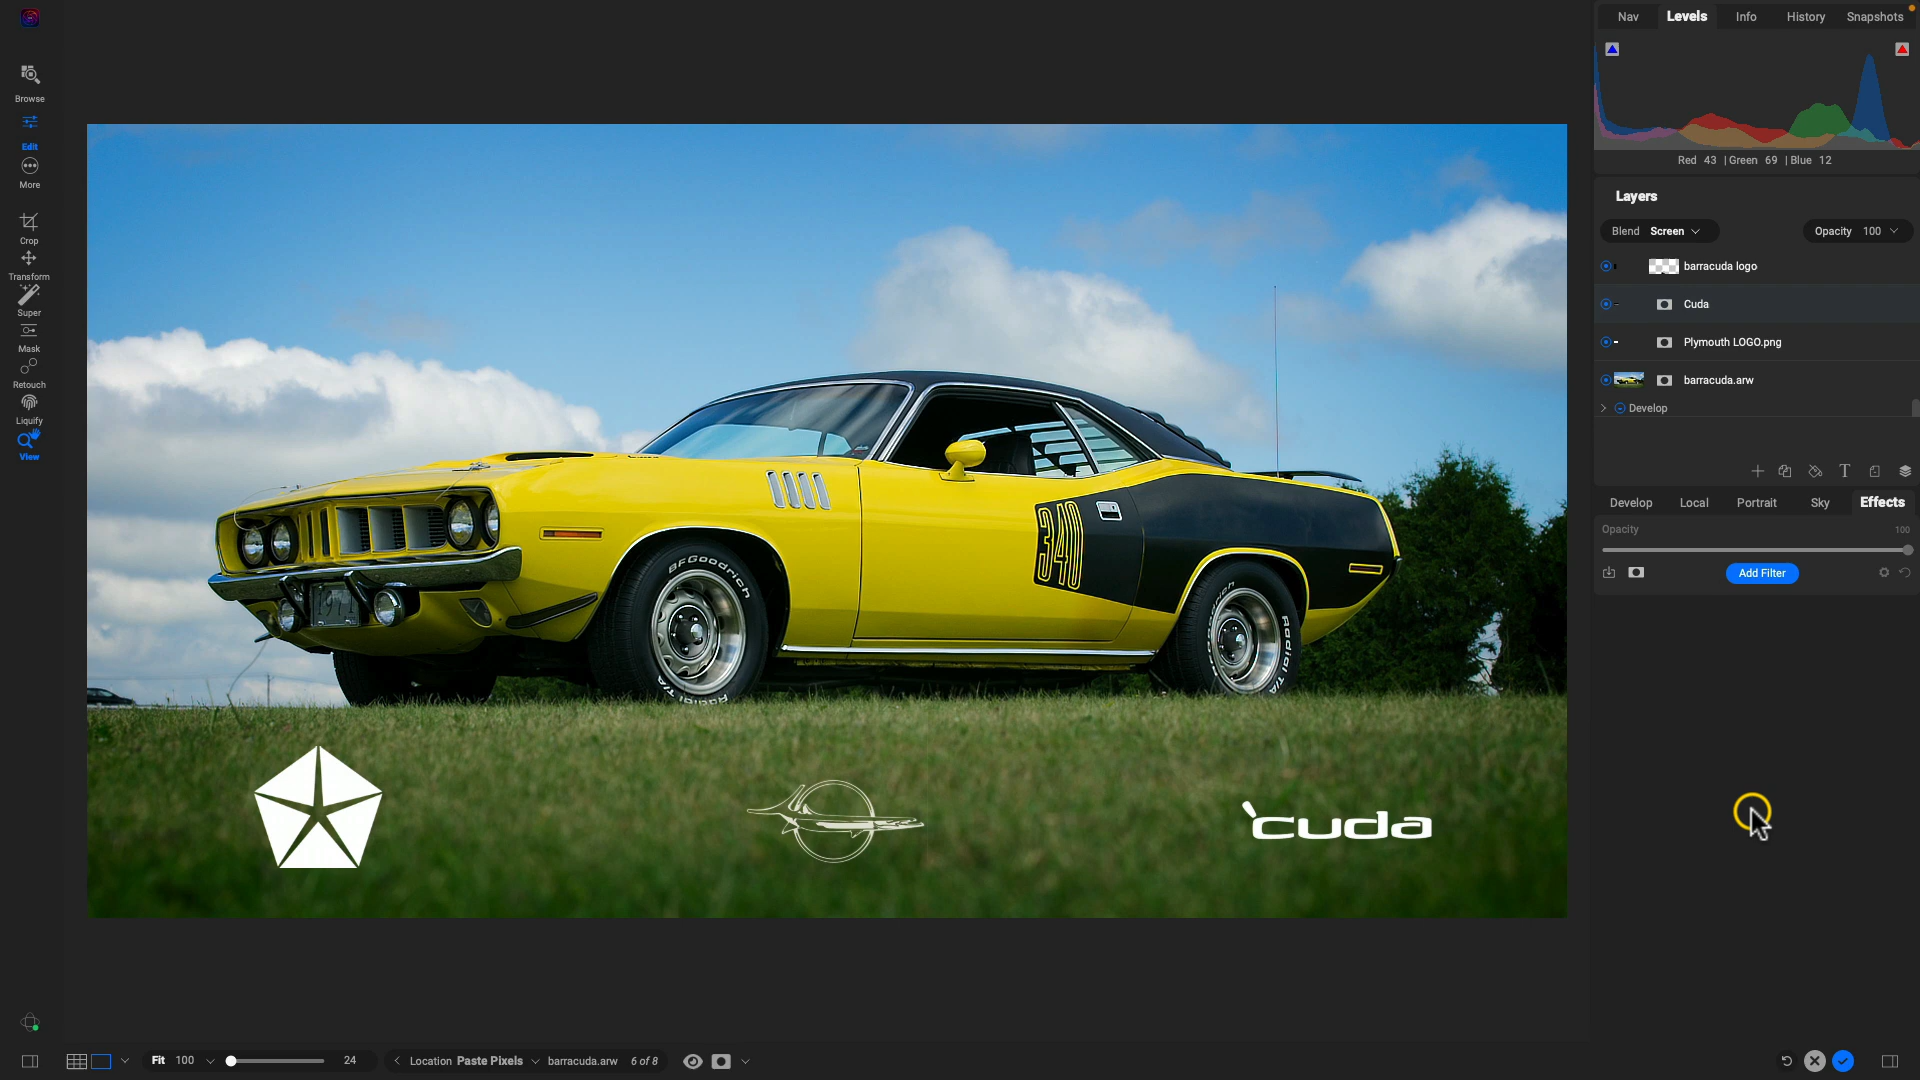 Browse
Edit
More
Crop
Transform
Super
Mask
Retouch
Liquify
View
BFGoodrich
Radial T/A
340
1971
Radial T/A
'cuda
Nav Levels Info History Snapshots
Red 43 | Green 69 | Blue 12
Layers
Blend Screen Opacity 100
barracuda logo
Cuda
Plymouth LOGO.png
barracuda.arw
Develop
T
Develop Local Portrait Sky Effects
Opacity 100
Add Filter
Fit 100 24 Location Paste Pixels barracuda.arw 6 of 8